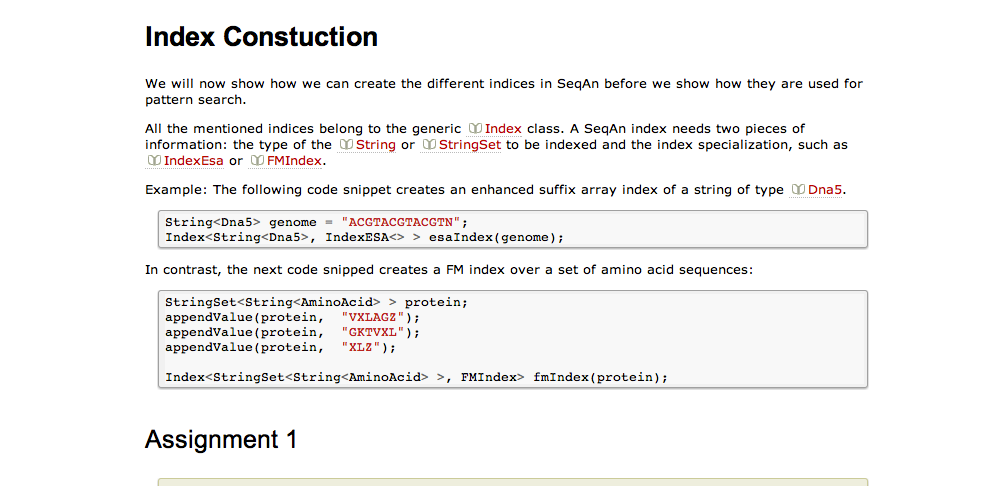 Index Constuction
We will now show how we can create the different indices in SeqAn before we show how they are used for
pattern search.
All the mentioned indices belong to the generic Index class. A SeqAn index needs two pieces of
information: the type of the String or StringSet to be indexed and the index specialization, such as
IndexEsa or FMIndex.
Example: The following code snippet creates an enhanced suffix array index of a string of type Dna5.
String<Dna5> genome = "ACGTACGTACGTN";
Index<String<Dna5>, IndexESA<> > esaIndex(genome);
In contrast, the next code snipped creates a FM index over a set of amino acid sequences:
StringSet<String<AminoAcid> > protein;
appendValue(protein,  "VXLAGZ");
appendValue(protein,  "GKTVXL");
appendValue(protein,  "XLZ");
Index<StringSet<String<AminoAcid> >, FMIndex> fmIndex(protein);
Assignment 1